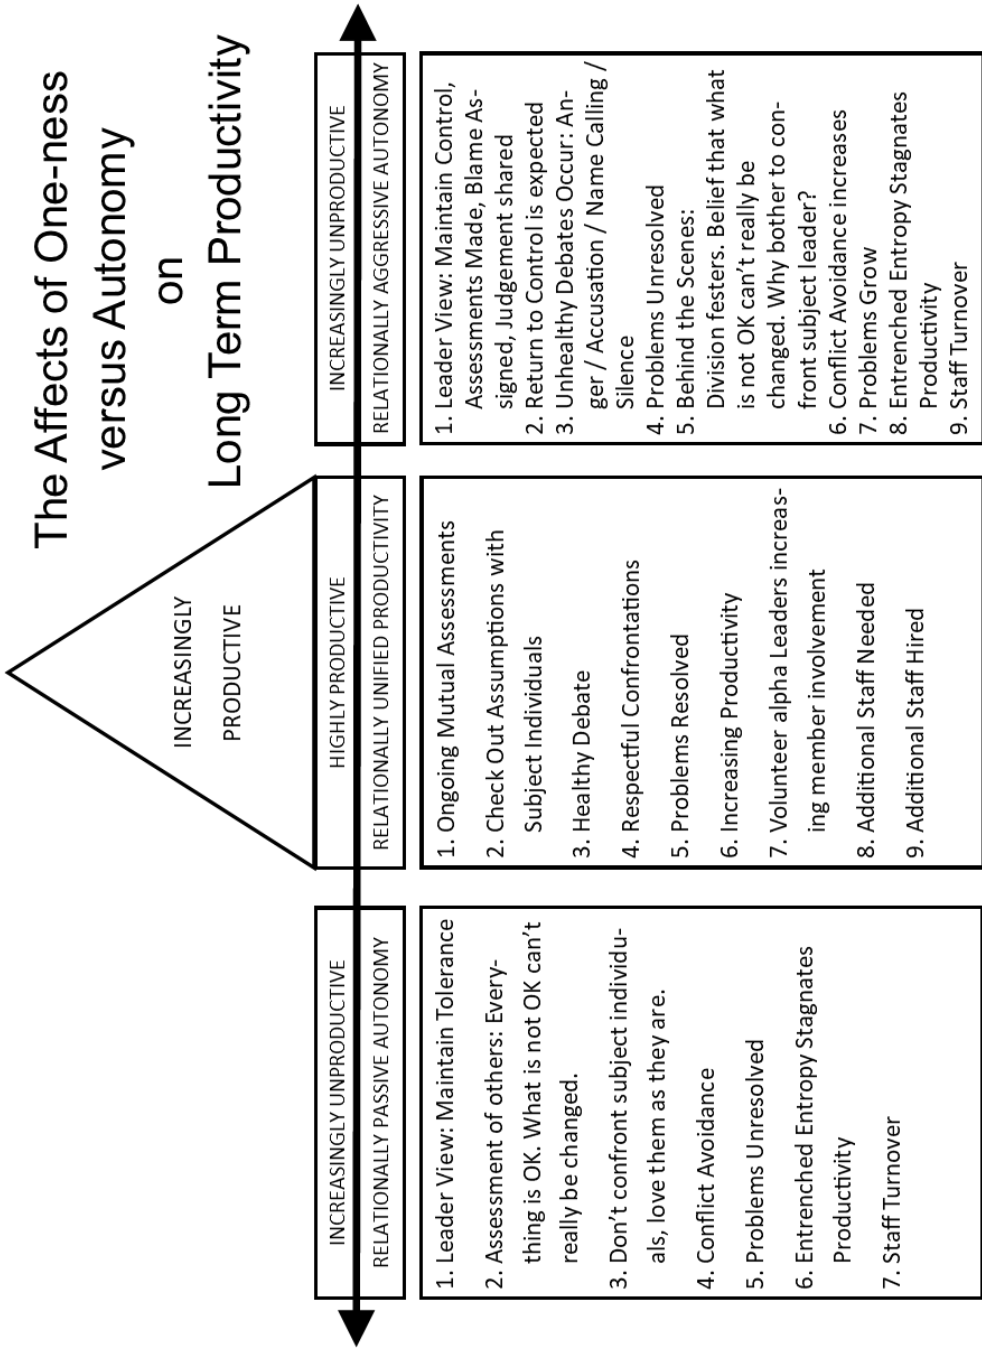 The Affects of One-ness
versus Autonomy
on
Long Term Productivity
INCREASINGLY
PRODUCTIVE
INCREASINGLY UNPRODUCTIVE
RELATIONALLY PASSIVE AUTONOMY
1. Leader View: Maintain Tolerance
2. Assessment of others: Every-
thing is OK. What is not OK can't
really be changed.
3. Don't confront subject individu-
als, love them as they are.
4. Conflict Avoidance
5. Problems Unresolved
6. Entrenched Entropy Stagnates
Productivity
7. Staff Turnover
HIGHLY PRODUCTIVE
RELATIONALLY UNIFIED PRODUCTIVITY
1. Ongoing Mutual Assessments
2. Check Out Assumptions with
Subject Individuals
3. Healthy Debate
4. Respectful Confrontations
5. Problems Resolved
6. Increasing Productivity
7. Volunteer alpha Leaders increas-
ing member involvement
8. Additional Staff Needed
9. Additional Staff Hired
INCREASINGLY UNPRODUCTIVE
RELATIONALLY AGGRESSIVE AUTONOMY
1. Leader View: Maintain Control,
Assessments Made, Blame As-
signed, Judgement shared
2. Return to Control is expected
3. Unhealthy Debates Occur: An-
ger / Accusation / Name Calling /
Silence
4. Problems Unresolved
5. Behind the Scenes:
Division festers. Belief that what
is not OK can't really be
changed. Why bother to con-
front subject leader?
6. Conflict Avoidance increases
7. Problems Grow
8. Entrenched Entropy Stagnates
Productivity
9. Staff Turnover